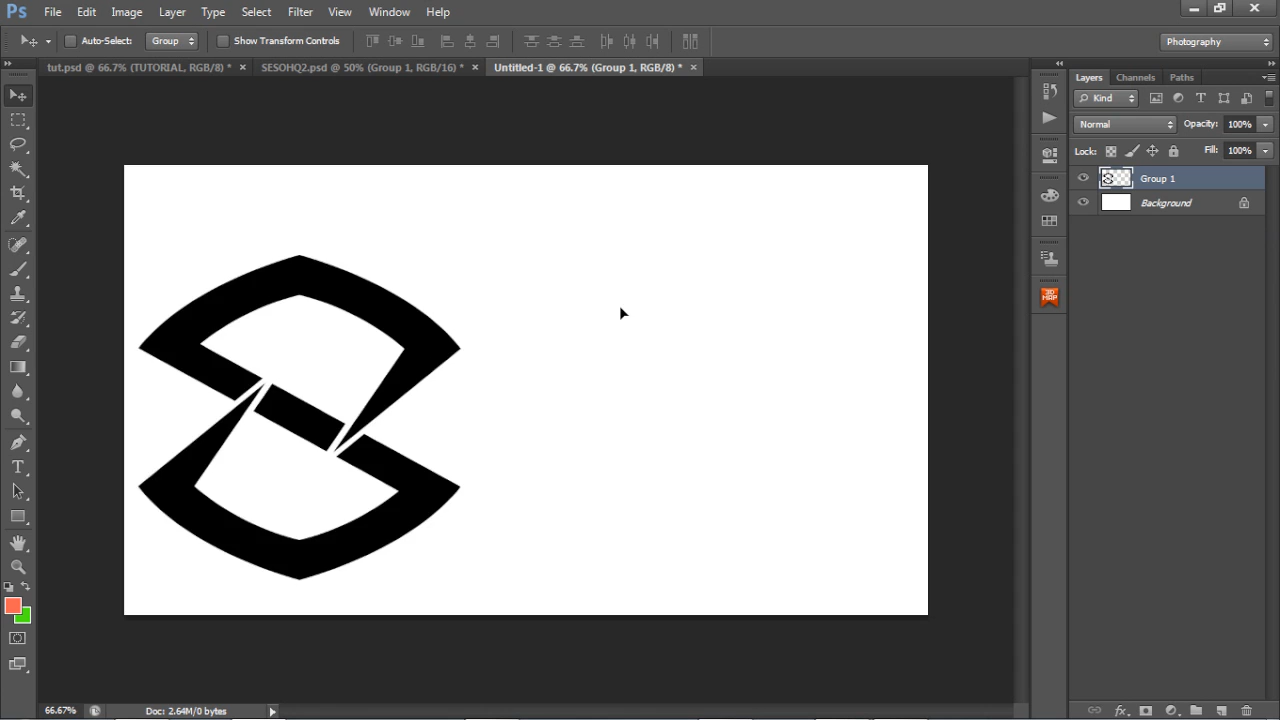 Ps File Edit Image Layer Type Select Filter View Window Help
Auto-Select: Group Show Transform Controls Photography
tut.psd @ 66.7% (TUTORIAL, RGB/8) * × SESOHQ2.psd @ 50% (Group 1, RGB/16) * × Untitled-1 @ 66.7% (Group 1, RGB/8) * ×
Layers Channels Paths
Kind
Normal Opacity: 100%
Lock: Fill: 100%
Group 1
Background
3D MAP
66.67% Doc: 2.64M/0 bytes